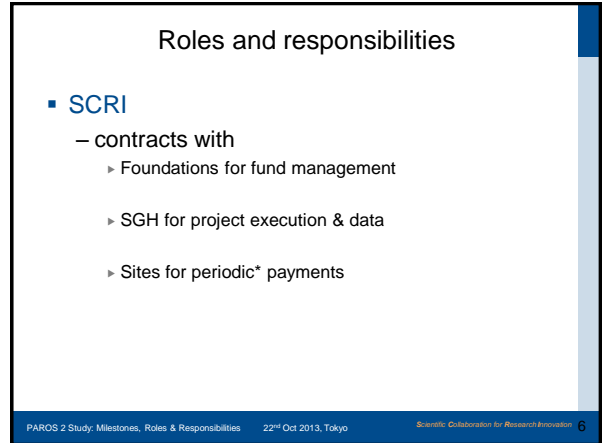 Roles and responsibilities
▪ SCRI
– contracts with
▸ Foundations for fund management
▸ SGH for project execution & data
▸ Sites for periodic* payments
PAROS 2 Study: Milestones, Roles & Responsibilities 22nd Oct 2013, Tokyo Scientific Collaboration for Research Innovation 6